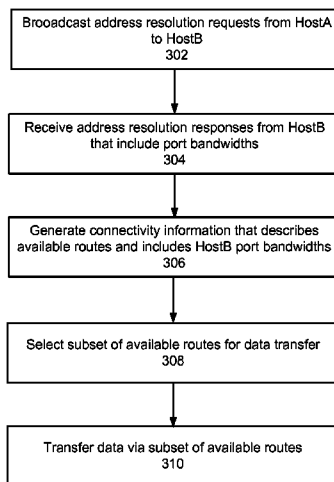 Brooadcast address resolution requests from HostA
to HostB
302
Receive address resolution responses from HostB
that include port bandwidths
304
Generate connectivity information that describes
available routes and includes HostB port bandwidths
306
Select subset of available routes for data transfer
308
Transfer data via subset of available routes
310